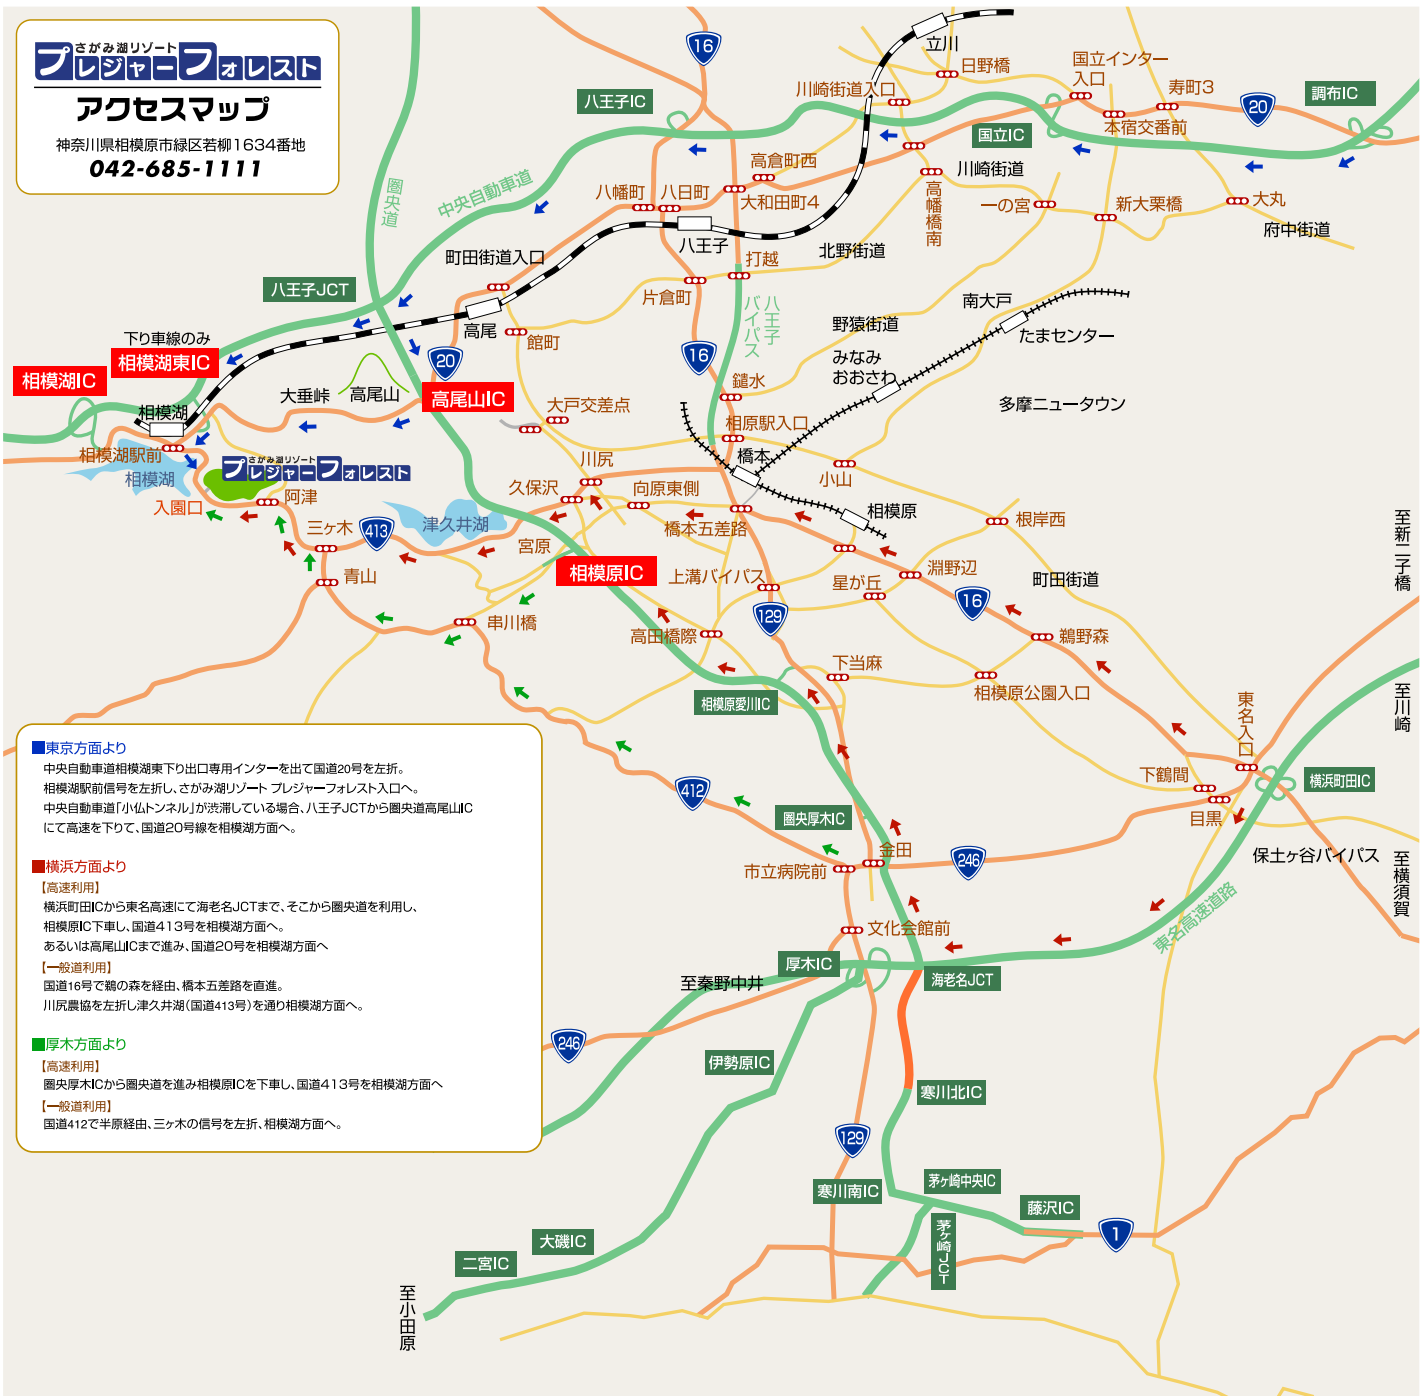 さがみ湖リゾート
プレジャーフォレスト
アクセスマップ
神奈川県相模原市緑区若柳1634番地
042-685-1111
16
立川
日野橋
国立インター
入口
寿町3
20
調布IC
八王子IC
川崎街道入口
国立IC
本宿交番前
圏央道
中央自動車道
八幡町
八日町
高倉町西
大和田町4
川崎街道
高幡橋南
一の宮
新大栗橋
大丸
府中街道
町田街道入口
八王子
北野街道
打越
八王子JCT
片倉町
八王子
バイパス
高尾
館町
南大戸
たまセンター
野猿街道
みなみ
おおさわ
下り車線のみ
相模湖東IC
相模湖IC
20
16
高尾山IC
大垂峠
高尾山
鑓水
多摩ニュータウン
相模湖
大戸交差点
相原駅入口
相模湖駅前
相模湖
さがみ湖リゾート
プレジャーフォレスト
川尻
橋本
小山
入園口
阿津
久保沢
向原東側
橋本五差路
相模原
根岸西
至新二子橋
三ヶ木
413
津久井湖
宮原
相模原IC
上溝バイパス
星が丘
淵野辺
町田街道
青山
16
129
串川橋
高田橋際
鵜野森
下当麻
相模原公園入口
相模原愛川IC
東名入口
至川崎
下鶴間
横浜町田IC
412
目黒
圏央厚木IC
金田
246
市立病院前
保土ヶ谷バイパス
至横須賀
文化会館前
東名高速道路
厚木IC
至秦野中井
海老名JCT
246
伊勢原IC
寒川北IC
129
寒川南IC
茅ヶ崎中央IC
藤沢IC
1
茅ヶ崎JCT
大磯IC
二宮IC
至小田原
■東京方面より
中央自動車道相模湖東下り出口専用インターを出て国道20号を左折。
相模湖駅前信号を左折し、さがみ湖リゾート プレジャーフォレスト入口へ。
中央自動車道「小仏トンネル」が渋滞している場合、八王子JCTから圏央道高尾山IC
にて高速を下りて、国道20号線を相模湖方面へ。
■横浜方面より
【高速利用】
横浜町田ICから東名高速にて海老名JCTまで、そこから圏央道を利用し、
相模原IC下車し、国道413号を相模湖方面へ。
あるいは高尾山ICまで進み、国道20号を相模湖方面へ
【一般道利用】
国道16号で鵜の森を経由、橋本五差路を直進。
川尻農協を左折し津久井湖（国道413号）を通り相模湖方面へ。
■厚木方面より
【高速利用】
圏央厚木ICから圏央道を進み相模原ICを下車し、国道413号を相模湖方面へ
【一般道利用】
国道412で半原経由、三ヶ木の信号を左折、相模湖方面へ。